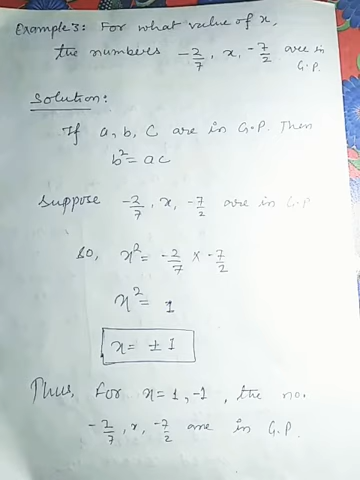 Example 3: For what value of x,
the numbers -2/7, x, -7/2 are in G.P.
Solution:
If a, b, c are in G.P. Then
b² = ac
Suppose -2/7, x, -7/2 are in G.P
so, x² = -2/7 × -7/2
x² = 1
x = ±1
Thus, For x = 1, -1, the no.
-2/7, x, -7/2 are in G.P.